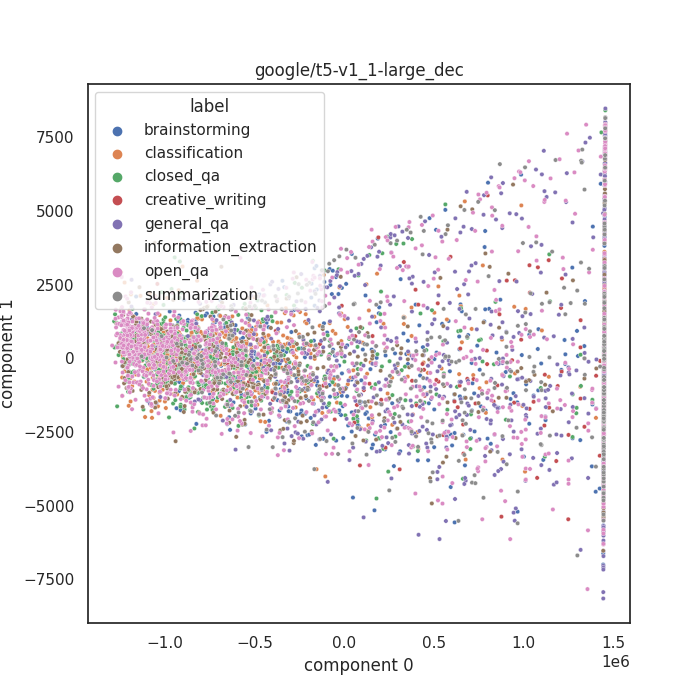 google/t5-v1_1-large_dec
label
brainstorming
classification
closed_qa
creative_writing
general_qa
information_extraction
open_qa
summarization
7500
5000
2500
0
−2500
−5000
−7500
component 1
−1.0 −0.5 0.0 0.5 1.0 1.5
1e6
component 0